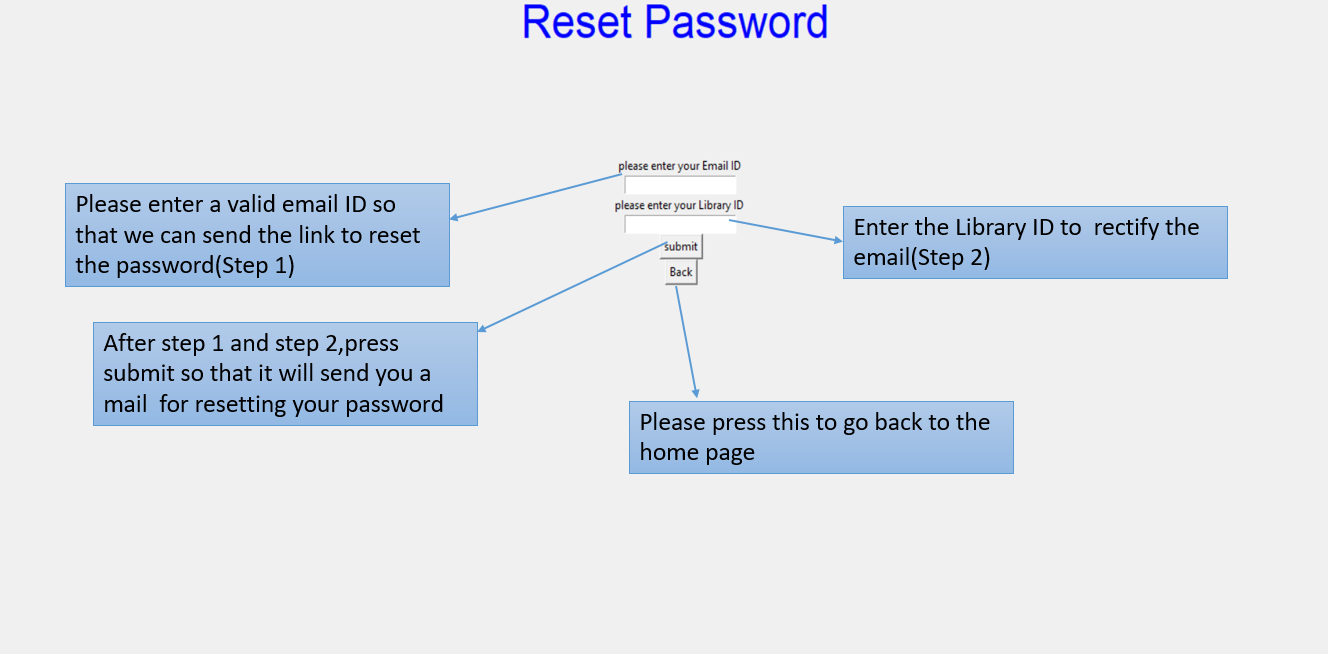 Reset Password
please enter your Email ID
please enter your Library ID
submit
Back
Please enter a valid email ID so
that we can send the link to reset
the password(Step 1)
Enter the Library ID to  rectify the
email(Step 2)
After step 1 and step 2,press
submit so that it will send you a
mail  for resetting your password
Please press this to go back to the
home page